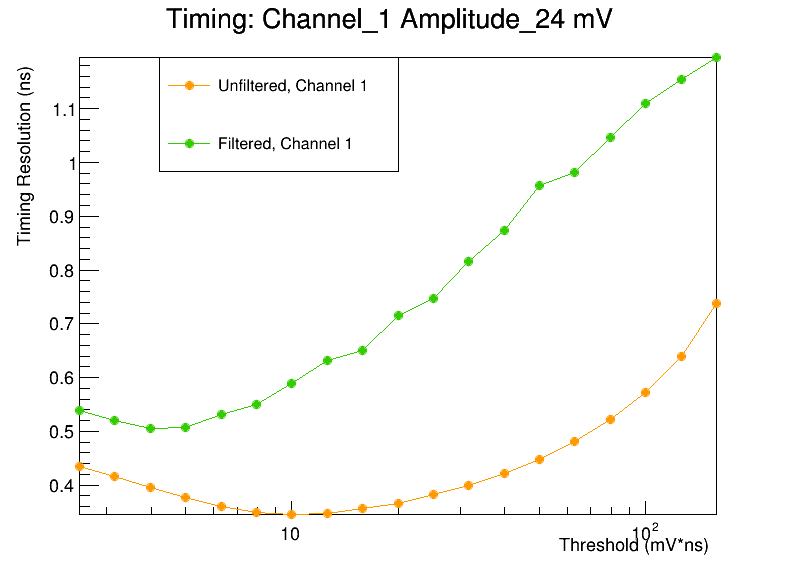 Timing: Channel_1 Amplitude_24 mV
Timing Resolution (ns)
Unfiltered, Channel 1
Filtered, Channel 1
1.1
1
0.9
0.8
0.7
0.6
0.5
0.4
10
10²
Threshold (mV*ns)